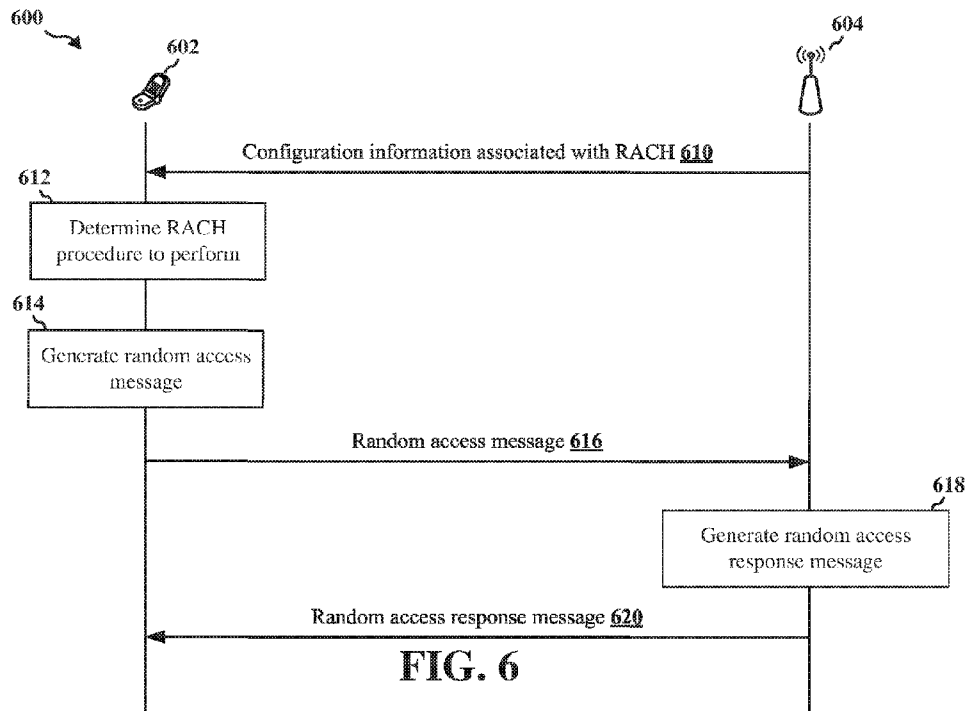 600
602
604
Configuration information associated with RACH 610
612
Determine RACH
procedure to perform
614
Generate random access
message
Random access message 616
618
Generate random access
response message
Random access response message 620
FIG. 6